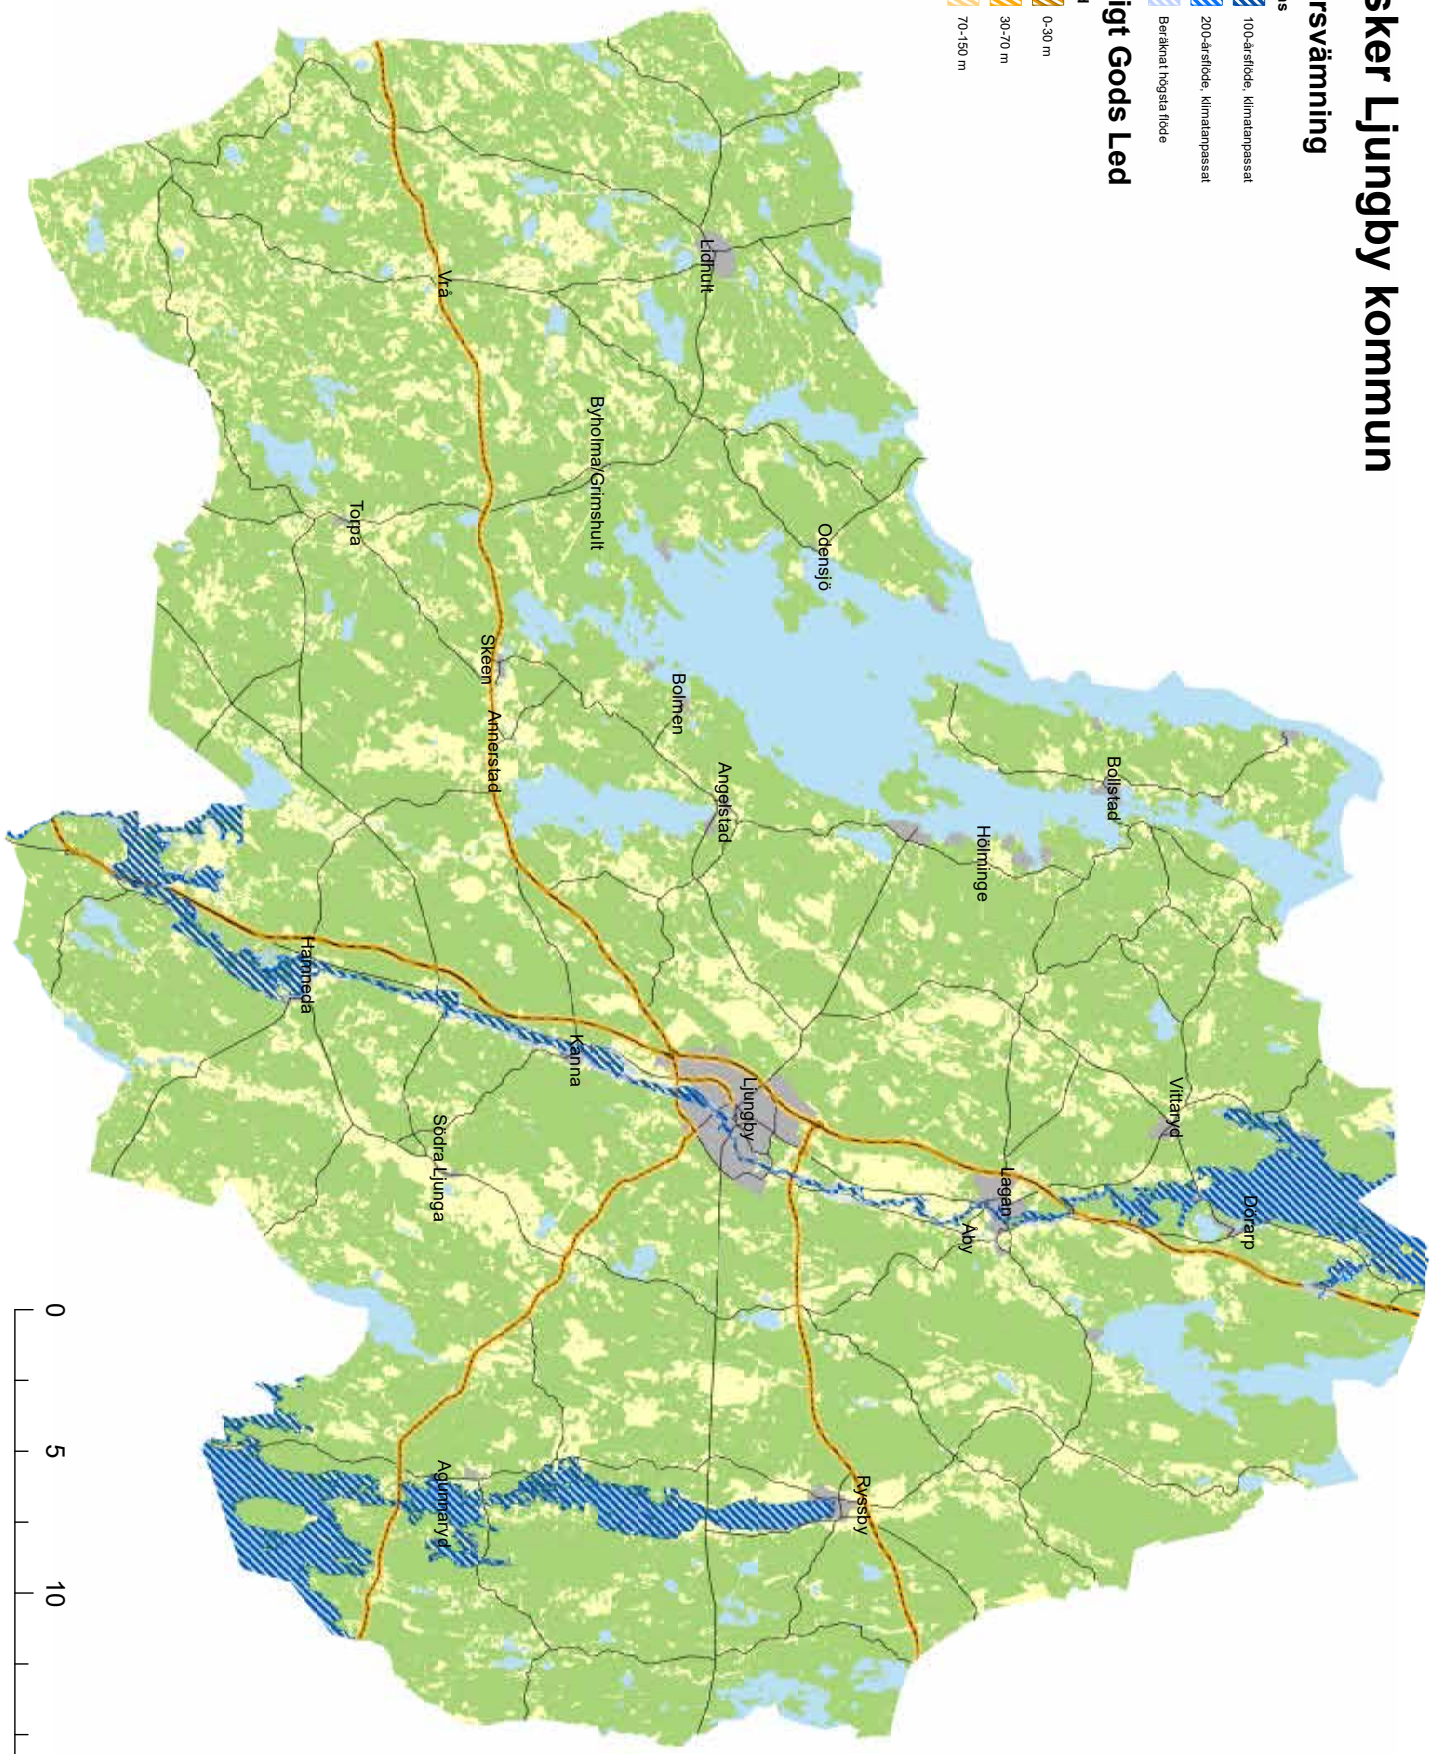 sker Ljungby kommun
rsvämning
ns
100-årsflöde, klimatanpassat
200-årsflöde, klimatanpassat
Beräknat högsta flöde
igt Gods Led
d
0-30 m
30-70 m
70-150 m
Lidhult
Vrå
Byholma/Grimshult
Odensjö
Torpa
Skeen
Bolmen
Annerstad
Angelstad
Bollstad
Hölminge
Hamneda
Kånna
Ljungby
Vittaryd
Södra Ljunga
Lagan
Åby
Dörarp
Agunnaryd
Ryssby
0
5
10